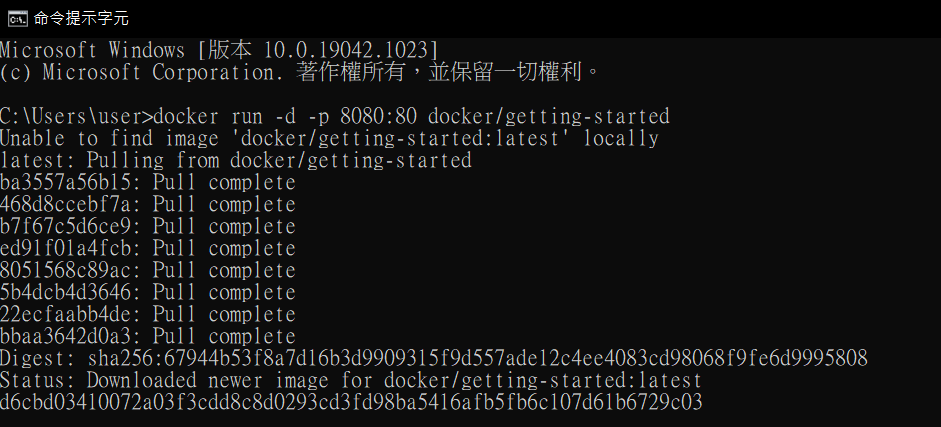 命令提示字元
Microsoft Windows [版本 10.0.19042.1023]
(c) Microsoft Corporation. 著作權所有，並保留一切權利。
C:\Users\user>docker run -d -p 8080:80 docker/getting-started
Unable to find image 'docker/getting-started:latest' locally
latest: Pulling from docker/getting-started
ba3557a56b15: Pull complete
468d8ccebf7a: Pull complete
b7f67c5d6ce9: Pull complete
ed91f01a4fcb: Pull complete
8051568c89ac: Pull complete
5b4dcb4d3646: Pull complete
22ecfaabb4de: Pull complete
bbaa3642d0a3: Pull complete
Digest: sha256:67944b53f8a7d16b3d9909315f9d557ade12c4ee4083cd98068f9fe6d9995808
Status: Downloaded newer image for docker/getting-started:latest
d6cbd03410072a03f3cdd8c8d0293cd3fd98ba5416afb5fb6c107d61b6729c03